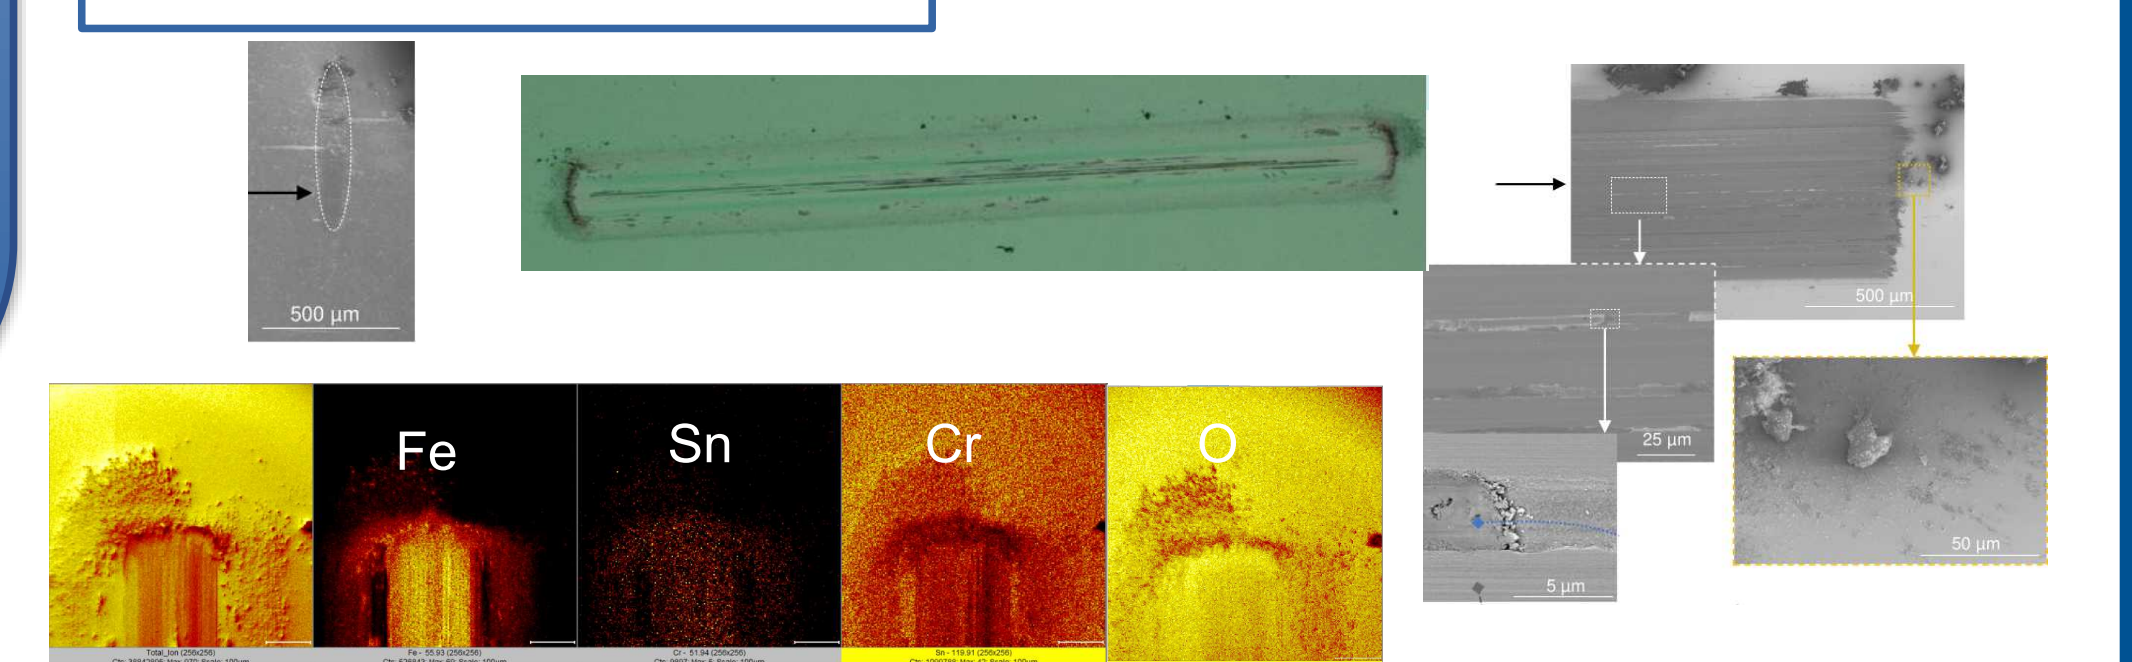 500 µm
500 µm
25 µm
5 µm
50 µm
Fe
Sn
Cr
O
Total_Ion (256x256)
Fe - 55.93 (256x256)
Cr - 51.94 (256x256)
Sn - 119.91 (256x256)